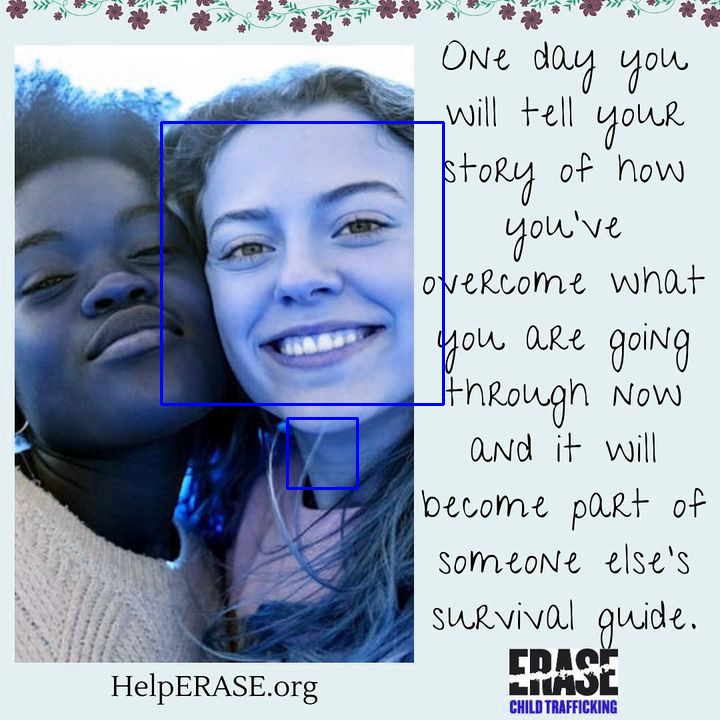 One day you
will tell your
story of how
you've
overcome what
you are going
through now
and it will
become part of
someone else's
survival guide.
HelpERASE.org
ERASE
CHILD TRAFFICKING